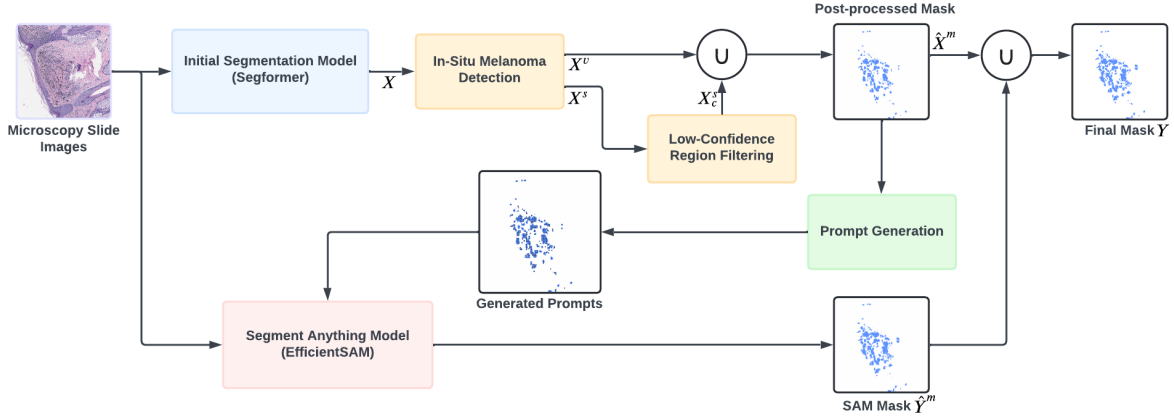 Post-processed Mask
Microscopy Slide
Images
Initial Segmentation Model
(Segformer)
X
In-Situ Melanoma
Detection
X^v
X^s
∪
X_c^s
Low-Confidence
Region Filtering
X̂^m
∪
Final Mask Y
Prompt Generation
Generated Prompts
Segment Anything Model
(EfficientSAM)
SAM Mask Ŷ^m